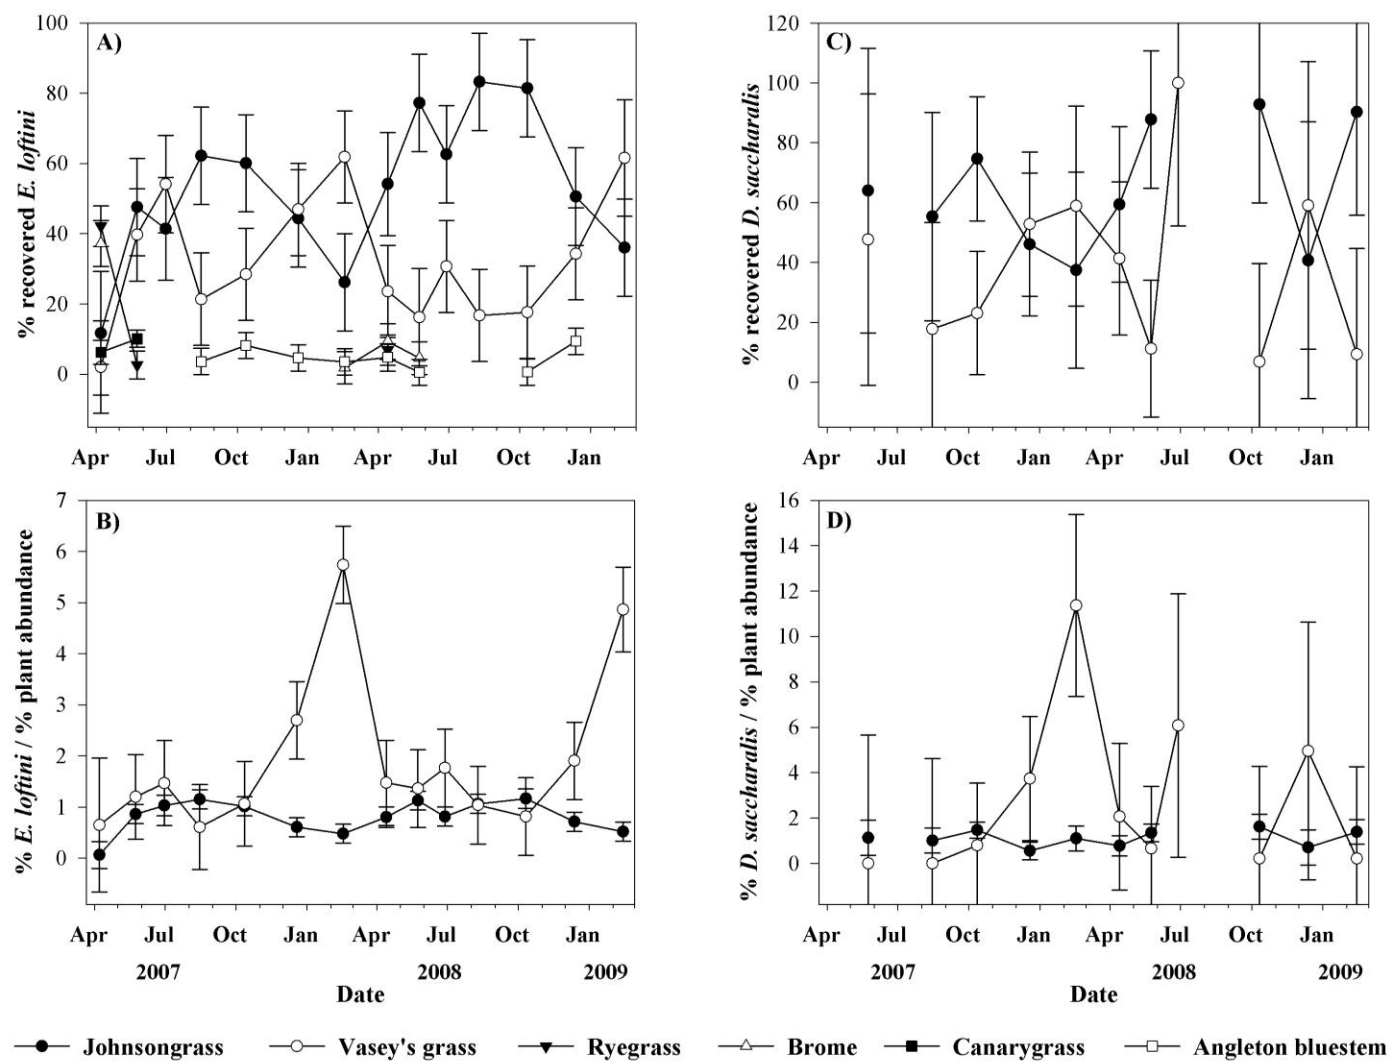 A)
% recovered E. loftini
100
80
60
40
20
0
Apr Jul Oct Jan Apr Jul Oct Jan
C)
% recovered D. saccharalis
120
100
80
60
40
20
0
Apr Jul Oct Jan Apr Jul Oct Jan
B)
% E. loftini / % plant abundance
7
6
5
4
3
2
1
0
Apr Jul Oct Jan Apr Jul Oct Jan
2007 2008 2009
Date
D)
% D. saccharalis / % plant abundance
16
14
12
10
8
6
4
2
0
Apr Jul Oct Jan Apr Jul Oct Jan
2007 2008 2009
Date
Johnsongrass Vasey's grass Ryegrass Brome Canarygrass Angleton bluestem